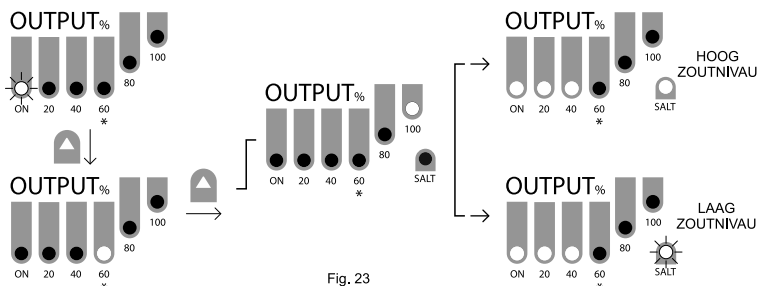 OUTPUT%
ON 20 40 60 80 100
*
OUTPUT%
ON 20 40 60 80 100
*
OUTPUT%
ON 20 40 60 80 100
*
SALT
OUTPUT%
ON 20 40 60 80 100
*
SALT
HOOG
ZOUTNIVAU
OUTPUT%
ON 20 40 60 80 100
*
SALT
LAAG
ZOUTNIVAU
Fig. 23